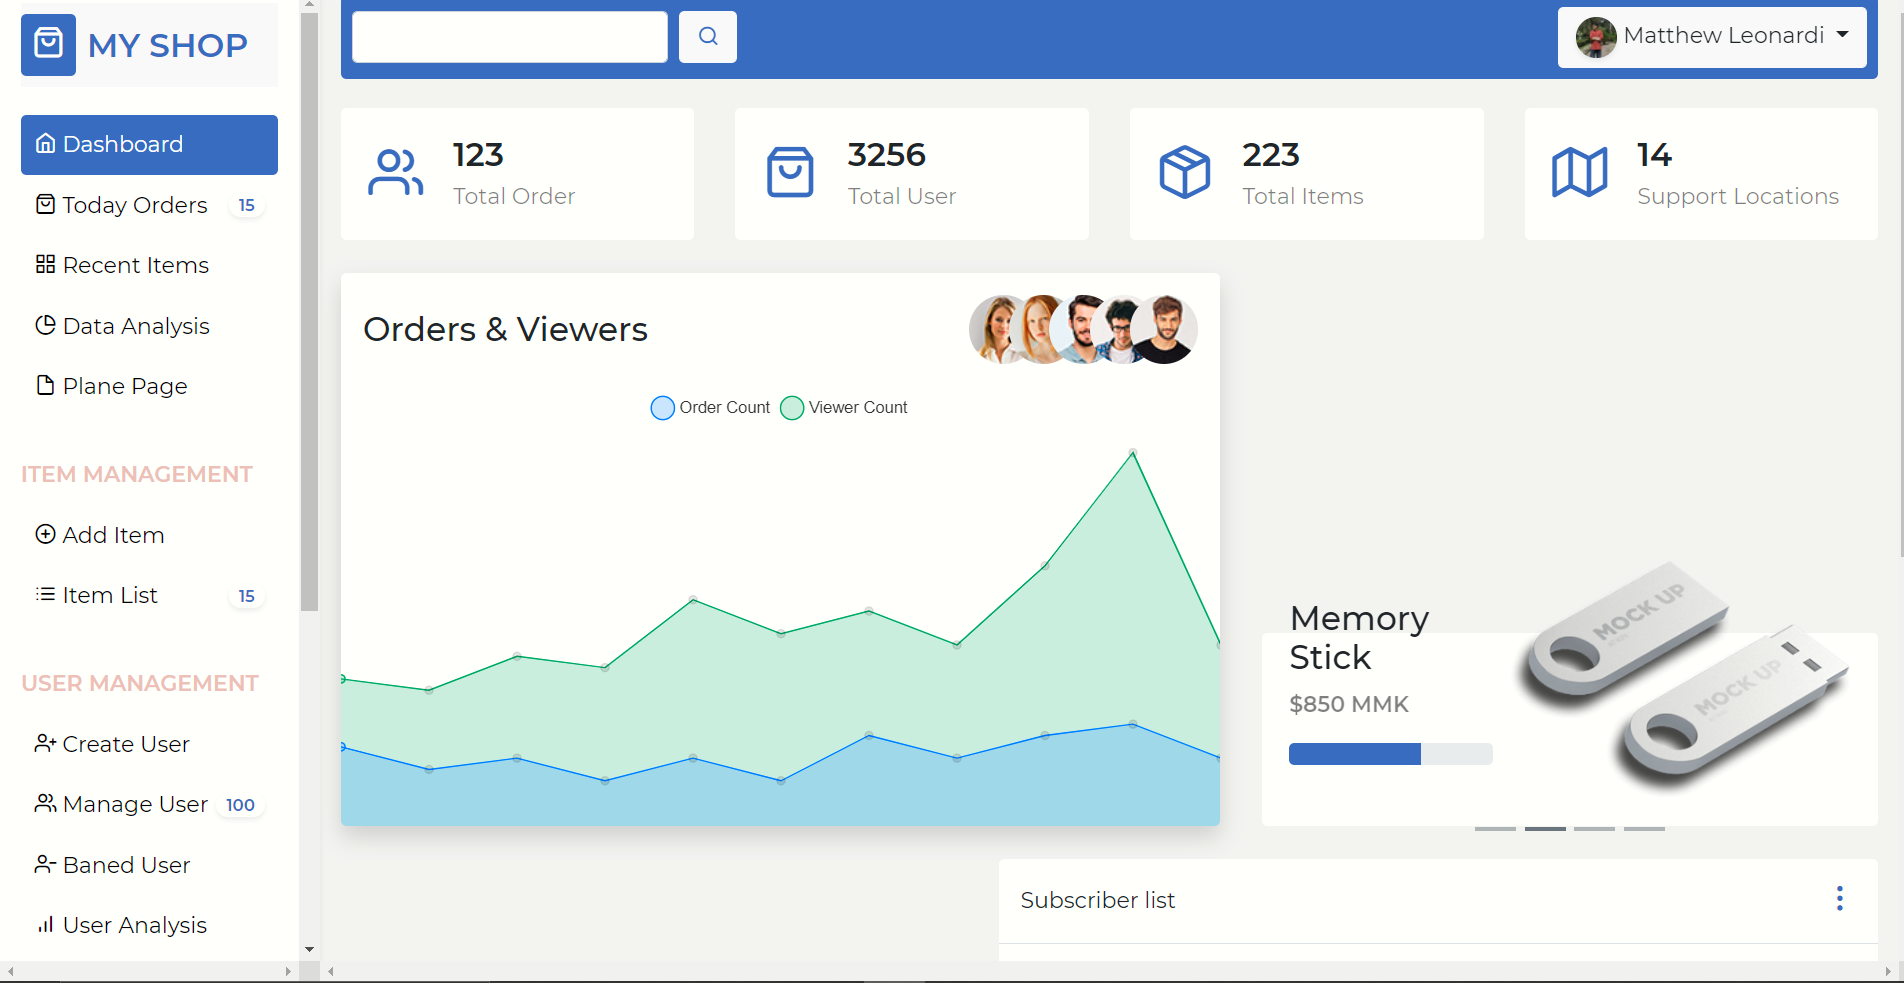 MY SHOP
Matthew Leonardi
Dashboard
Today Orders 15
Recent Items
Data Analysis
Plane Page
ITEM MANAGEMENT
Add Item
Item List 15
USER MANAGEMENT
Create User
Manage User 100
Baned User
User Analysis
123
Total Order
3256
Total User
223
Total Items
14
Support Locations
Orders & Viewers
Order Count
Viewer Count
Memory
Stick
$850 MMK
MOCK UP
MOCK UP
Subscriber list